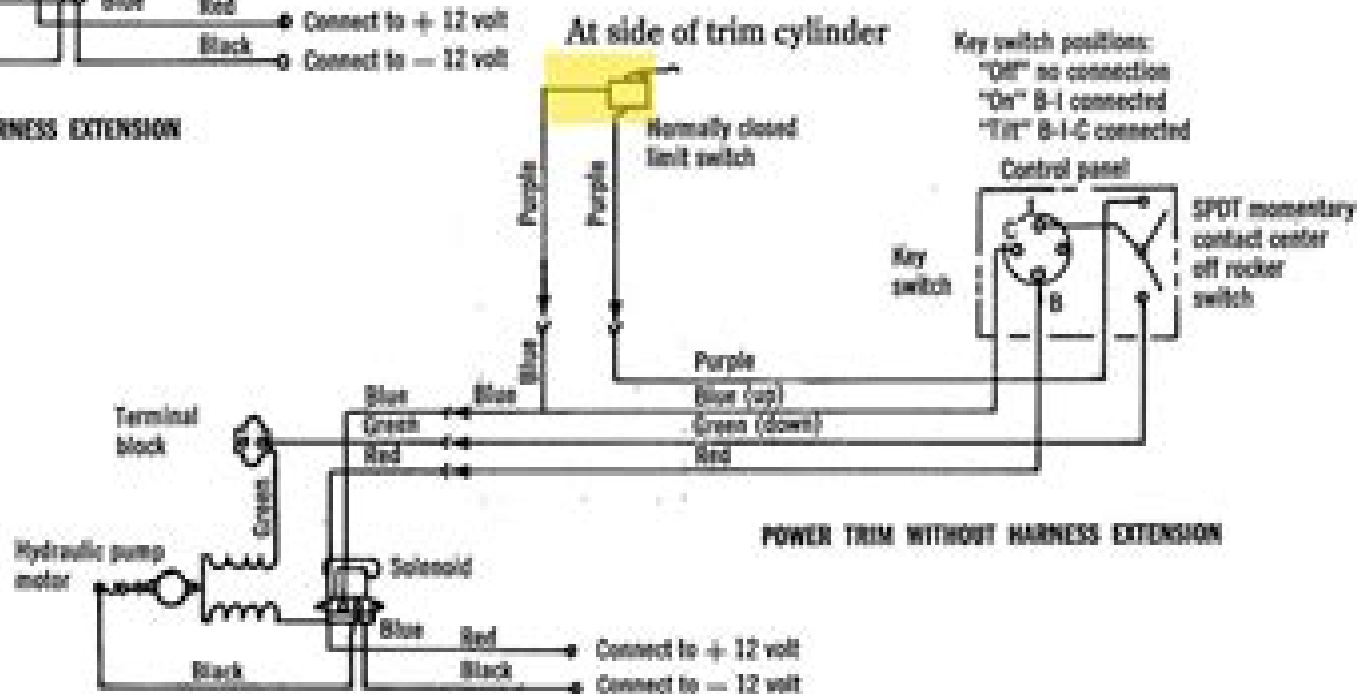 Blue
Red
Connect to + 12 volt
Black
Connect to — 12 volt
RNESS EXTENSION
At side of trim cylinder
Normally closed
limit switch
Purple
Purple
Key switch positions:
"Off" no connection
"On" B-I connected
"Tilt" B-I-C connected
Control panel
I
C
B
Key
switch
SPDT momentary
contact center
off rocker
switch
Blue
Purple
Blue
Blue
Blue (up)
Green
Green (down)
Red
Red
Terminal
block
Green
POWER TRIM WITHOUT HARNESS EXTENSION
Hydraulic pump
motor
Solenoid
Blue
Red
Connect to + 12 volt
Black
Black
Connect to — 12 volt